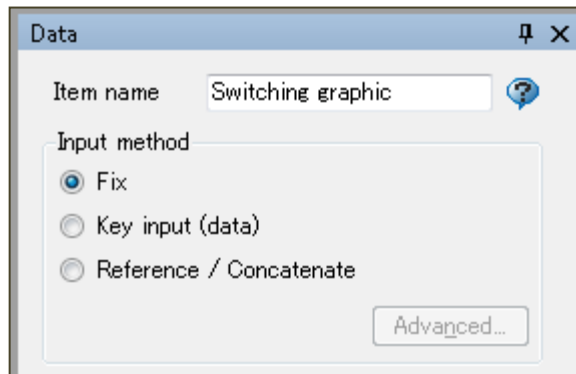 Data
Item name Switching graphic
Input method
Fix
Key input (data)
Reference / Concatenate
Advanced...